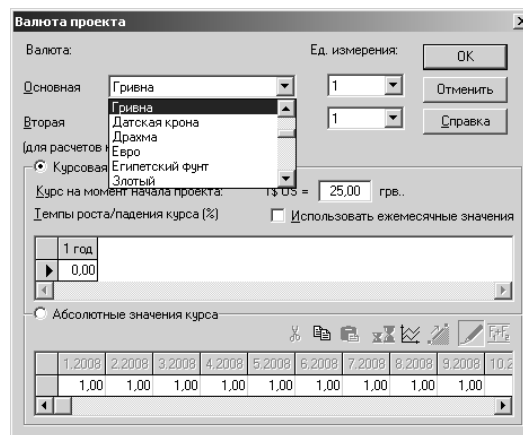 Валюта проекта
Валюта: Ед. измерения: OK
Основная Гривна 1 Отменить
Гривна
Датская крона
Вторая Драхма 1 Справка
Евро
(для расчетов н
Египетский фунт
Курсовая
Злотый
Курс на момент начала проекта: 1$ US = 25,00 грв..
Темпы роста/падения курса (%) Использовать ежемесячные значения
1 год
0,00
Абсолютные значения курса
1.2008 2.2008 3.2008 4.2008 5.2008 6.2008 7.2008 8.2008 9.2008 10.2
1,00 1,00 1,00 1,00 1,00 1,00 1,00 1,00 1,00